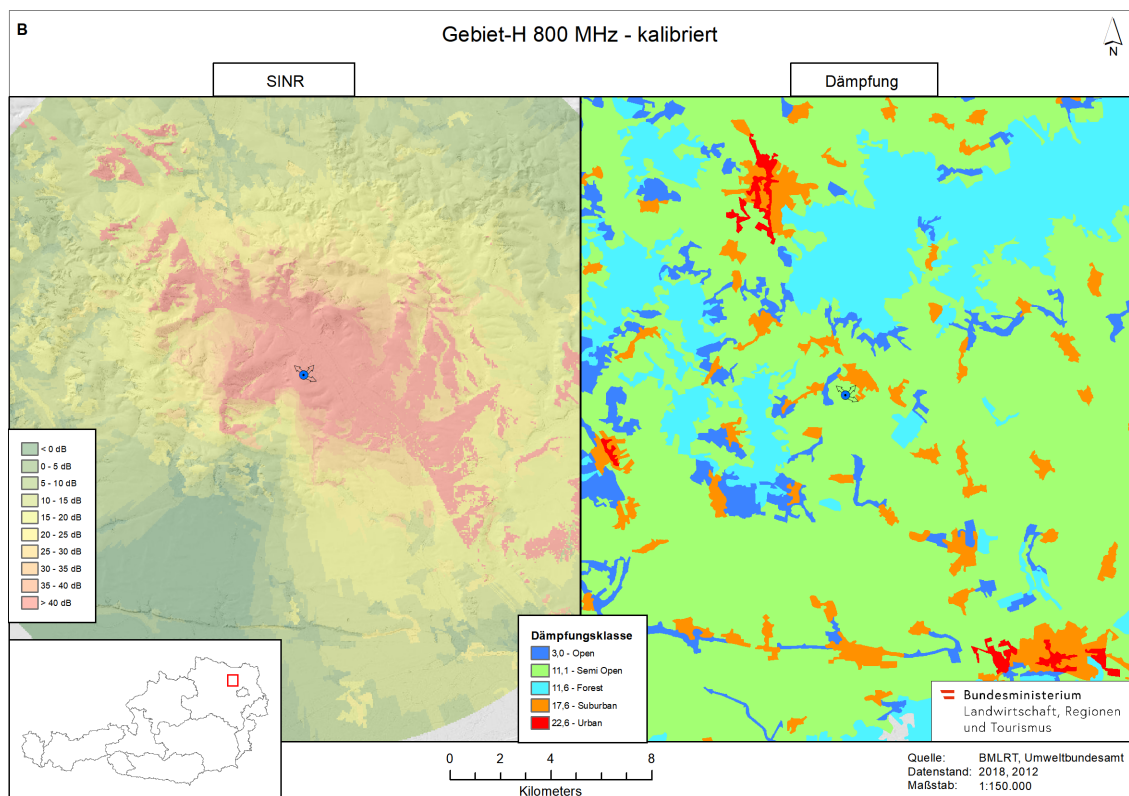 B
Gebiet-H 800 MHz - kalibriert
N
SINR
Dämpfung
< 0 dB
0 - 5 dB
5 - 10 dB
10 - 15 dB
15 - 20 dB
20 - 25 dB
25 - 30 dB
30 - 35 dB
35 - 40 dB
> 40 dB
Dämpfungsklasse
3,0 - Open
11,1 - Semi Open
11,6 - Forest
17,6 - Suburban
22,6 - Urban
Bundesministerium
Landwirtschaft, Regionen
und Tourismus
0 2 4 6 8
Kilometers
Quelle: BMLRT, Umweltbundesamt
Datenstand: 2018, 2012
Maßstab: 1:150.000